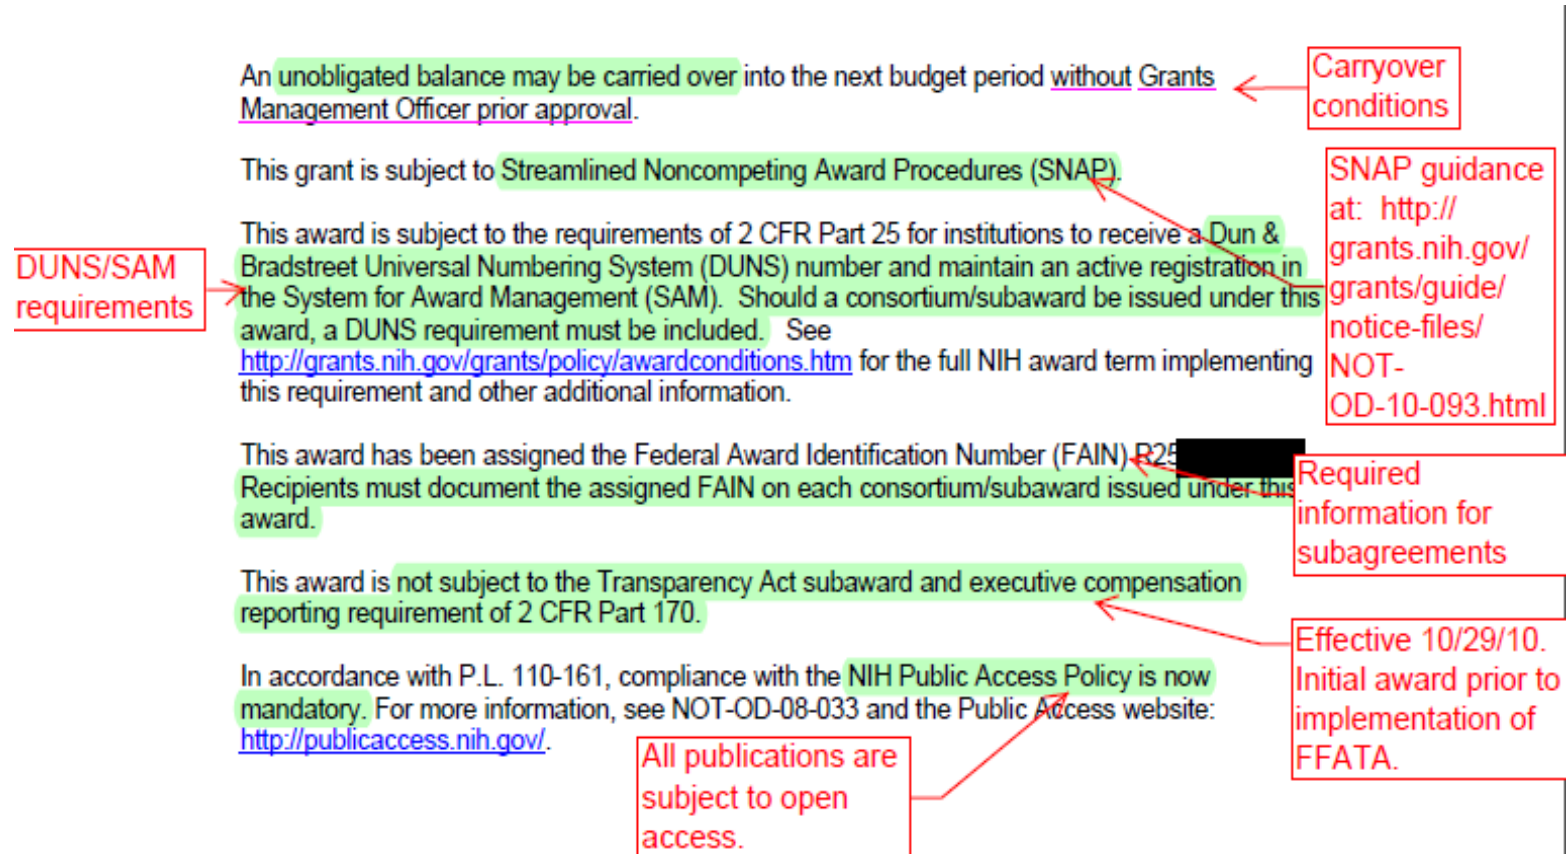 An unobligated balance may be carried over into the next budget period without Grants
Management Officer prior approval.
Carryover
conditions
This grant is subject to Streamlined Noncompeting Award Procedures (SNAP).
SNAP guidance
at: http://
grants.nih.gov/
grants/guide/
notice-files/
NOT-
OD-10-093.html
This award is subject to the requirements of 2 CFR Part 25 for institutions to receive a Dun &
Bradstreet Universal Numbering System (DUNS) number and maintain an active registration in
the System for Award Management (SAM). Should a consortium/subaward be issued under this
award, a DUNS requirement must be included. See
http://grants.nih.gov/grants/policy/awardconditions.htm for the full NIH award term implementing
this requirement and other additional information.
DUNS/SAM
requirements
This award has been assigned the Federal Award Identification Number (FAIN) R25
Recipients must document the assigned FAIN on each consortium/subaward issued under this
award.
Required
information for
subagreements
This award is not subject to the Transparency Act subaward and executive compensation
reporting requirement of 2 CFR Part 170.
Effective 10/29/10.
Initial award prior to
implementation of
FFATA.
In accordance with P.L. 110-161, compliance with the NIH Public Access Policy is now
mandatory. For more information, see NOT-OD-08-033 and the Public Access website:
http://publicaccess.nih.gov/.
All publications are
subject to open
access.